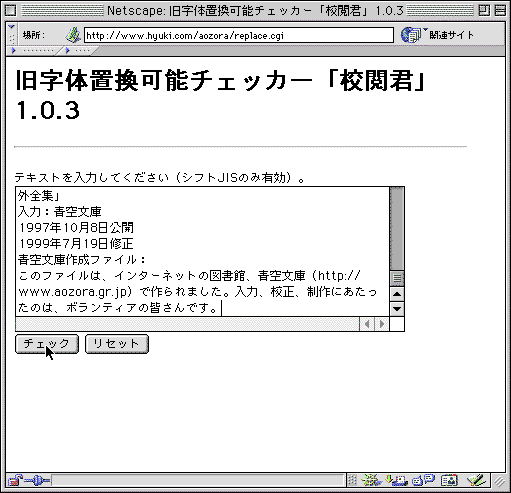 Netscape: 旧字体置換可能チェッカー「校閲君」1.0.3
場所: http://www.hyuki.com/aozora/replace.cgi 関連サイト
旧字体置換可能チェッカー「校閲君」
1.0.3
テキストを入力してください(シフトJISのみ有効)。
外全集」
入力:青空文庫
1997年10月8日公開
1999年7月19日修正
青空文庫作成ファイル:
このファイルは、インターネットの図書館、青空文庫(http://
www.aozora.gr.jp)で作られました。入力、校正、制作にあたっ
たのは、ボランティアの皆さんです。
チェック リセット